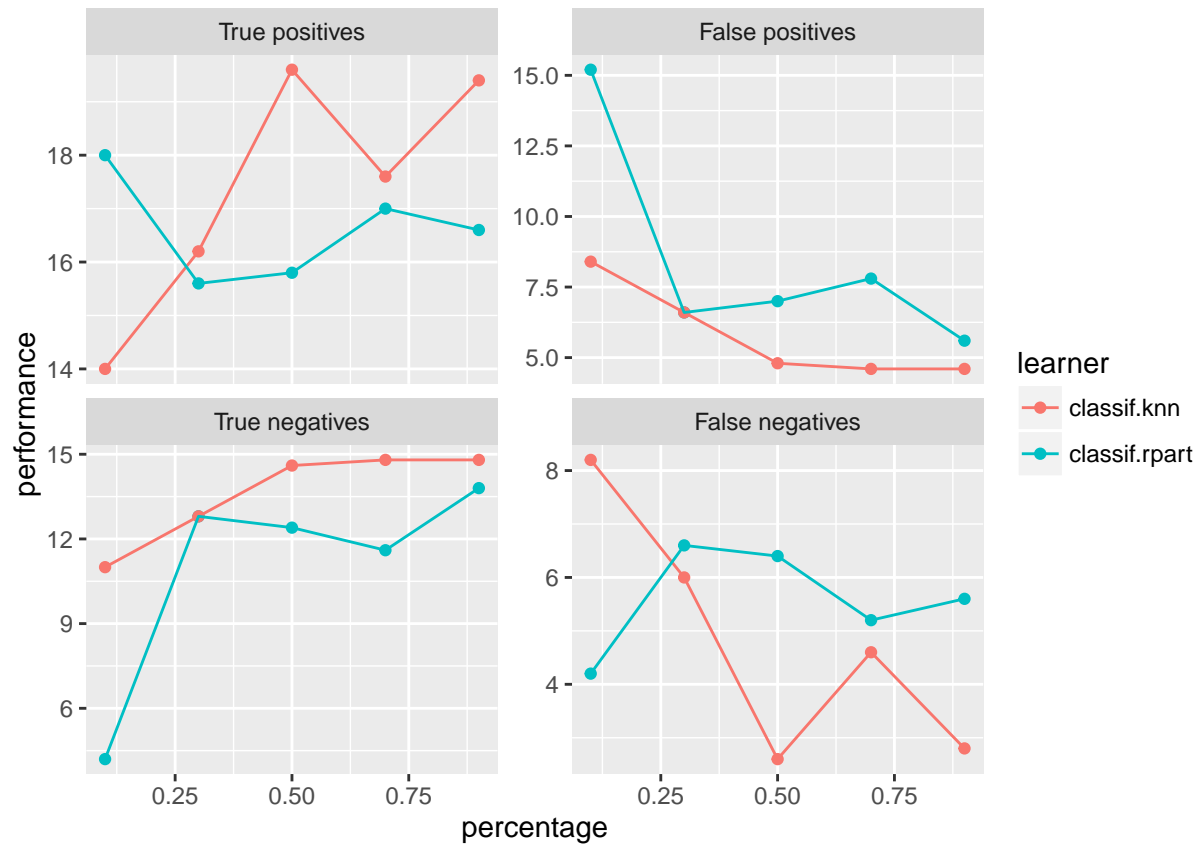 True positives
False positives
18
16
14
15.0
12.5
10.0
7.5
5.0
performance
True negatives
False negatives
15
12
9
6
8
6
4
0.25 0.50 0.75
0.25 0.50 0.75
percentage
learner
classif.knn
classif.rpart